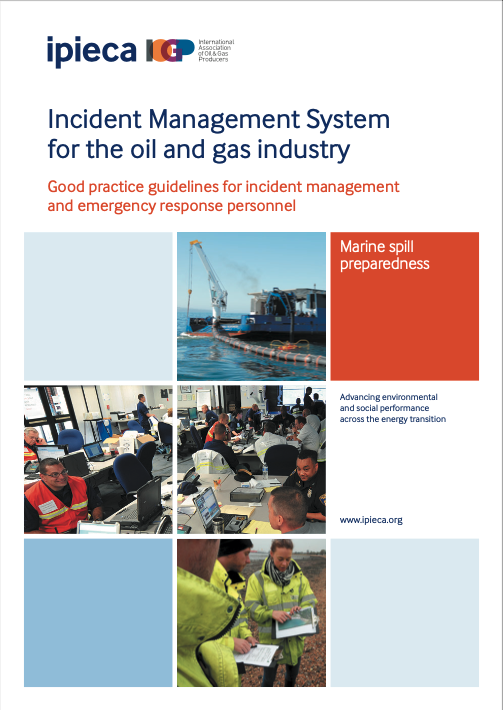 ipieca IOGP International
Association
of Oil & Gas
Producers
Incident Management System
for the oil and gas industry
Good practice guidelines for incident management
and emergency response personnel
Marine spill
preparedness
Advancing environmental
and social performance
across the energy transition
www.ipieca.org